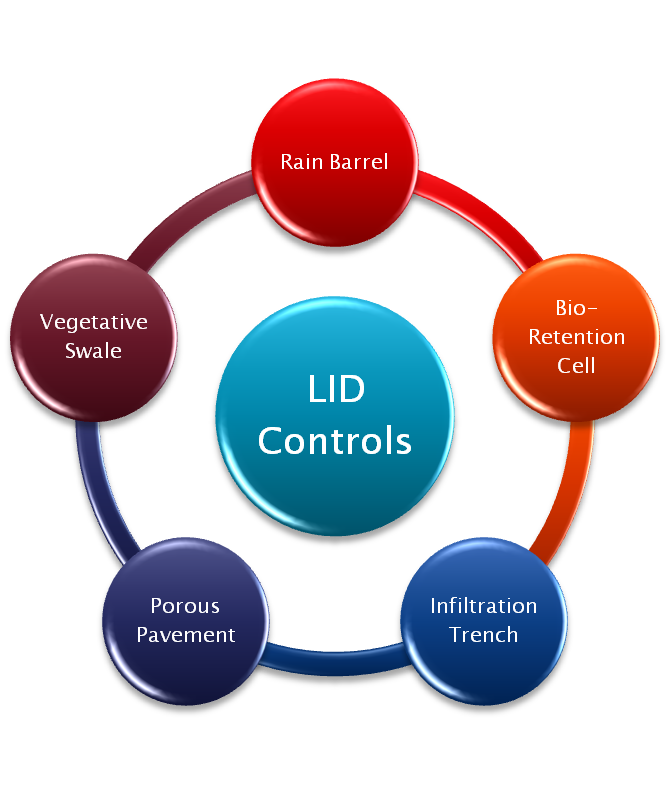 Rain Barrel
Bio-
Retention
Cell
Infiltration
Trench
Porous
Pavement
Vegetative
Swale
LID
Controls